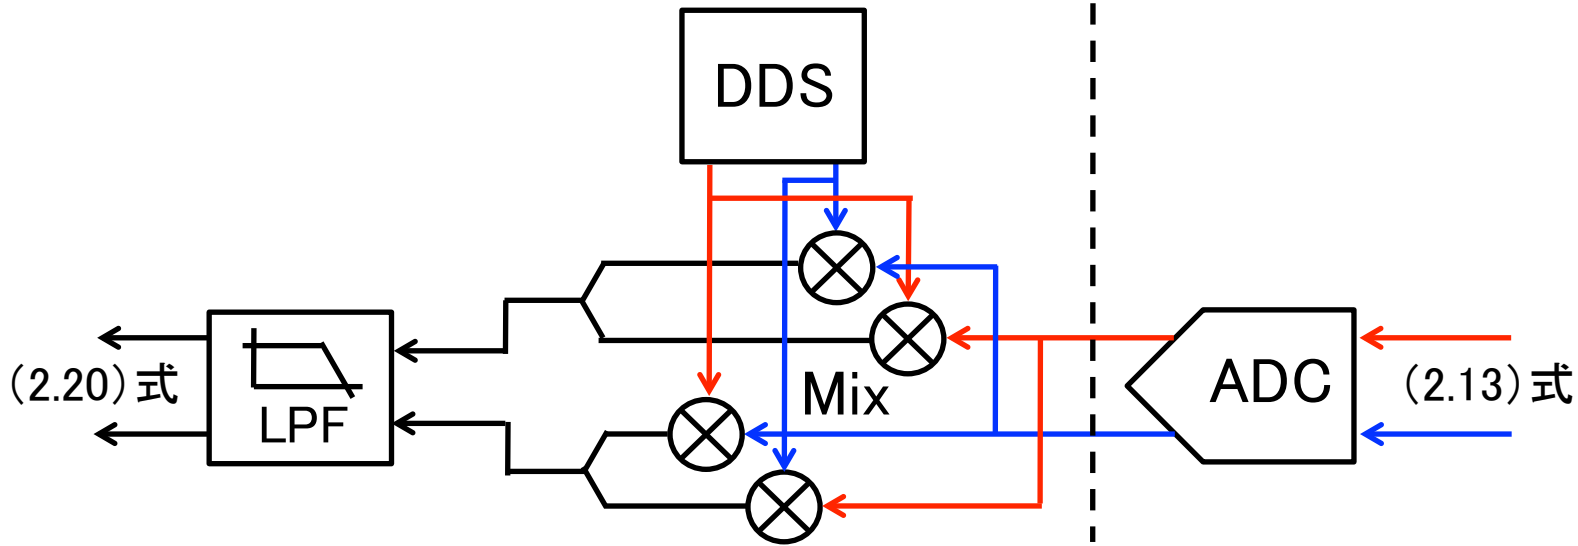 DDS
Mix
ADC
(2.20) 式
LPF
(2.13) 式